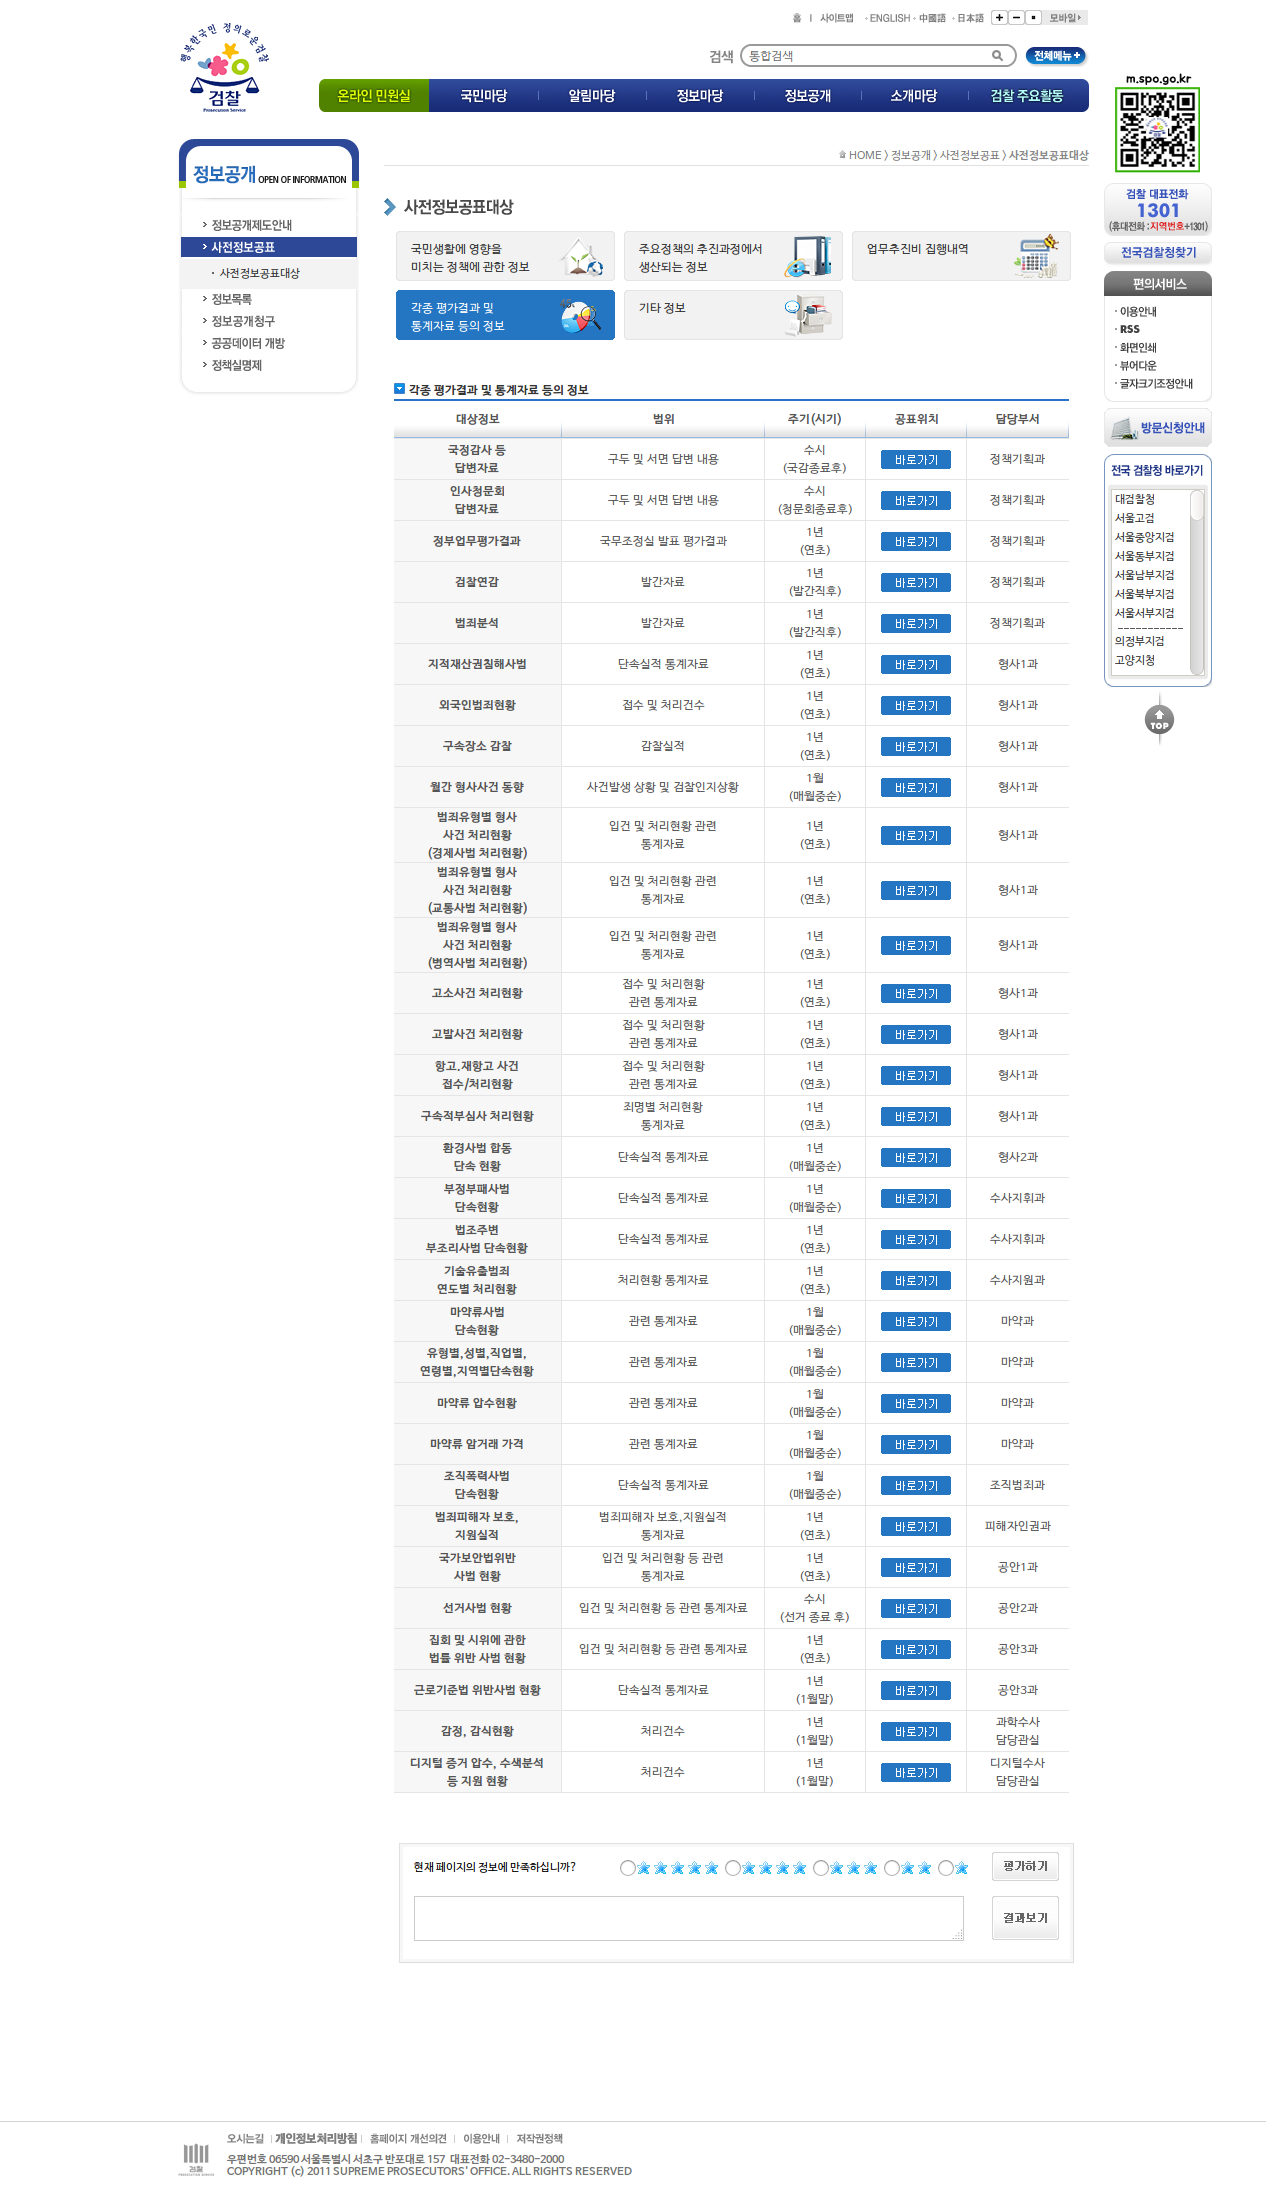 홈 | 사이트맵 · ENGLISH · 中國語 · 日本語 모바일
행복한국민 정의로운검찰
검찰
Prosecution Service
검색 통합검색 전체메뉴 +
온라인 민원실 국민마당 알림마당 정보마당 정보공개 소개마당 검찰 주요활동
m.spo.go.kr
정보공개 OPEN OF INFORMATION
정보공개제도안내
사전정보공표
· 사전정보공표대상
정보목록
정보공개청구
공공데이터 개방
정책실명제
HOME > 정보공개 > 사전정보공표 > 사전정보공표대상
사전정보공표대상
국민생활에 영향을
미치는 정책에 관한 정보
주요정책의 추진과정에서
생산되는 정보
업무추진비 집행내역
각종 평가결과 및
통계자료 등의 정보
기타 정보
각종 평가결과 및 통계자료 등의 정보
대상정보 범위 주기(시기) 공표위치 담당부서
국정감사 등
답변자료 구두 및 서면 답변 내용 수시
(국감종료후) 바로가기 정책기획과
인사청문회
답변자료 구두 및 서면 답변 내용 수시
(청문회종료후) 바로가기 정책기획과
정부업무평가결과 국무조정실 발표 평가결과 1년
(연초) 바로가기 정책기획과
검찰연감 발간자료 1년
(발간직후) 바로가기 정책기획과
범죄분석 발간자료 1년
(발간직후) 바로가기 정책기획과
지적재산권침해사범 단속실적 통계자료 1년
(연초) 바로가기 형사1과
외국인범죄현황 접수 및 처리건수 1년
(연초) 바로가기 형사1과
구속장소 감찰 감찰실적 1년
(연초) 바로가기 형사1과
월간 형사사건 동향 사건발생 상황 및 검찰인지상황 1월
(매월중순) 바로가기 형사1과
범죄유형별 형사
사건 처리현황
(경제사범 처리현황) 입건 및 처리현황 관련
통계자료 1년
(연초) 바로가기 형사1과
범죄유형별 형사
사건 처리현황
(교통사범 처리현황) 입건 및 처리현황 관련
통계자료 1년
(연초) 바로가기 형사1과
범죄유형별 형사
사건 처리현황
(병역사범 처리현황) 입건 및 처리현황 관련
통계자료 1년
(연초) 바로가기 형사1과
고소사건 처리현황 접수 및 처리현황
관련 통계자료 1년
(연초) 바로가기 형사1과
고발사건 처리현황 접수 및 처리현황
관련 통계자료 1년
(연초) 바로가기 형사1과
항고.재항고 사건
접수/처리현황 접수 및 처리현황
관련 통계자료 1년
(연초) 바로가기 형사1과
구속적부심사 처리현황 죄명별 처리현황
통계자료 1년
(연초) 바로가기 형사1과
환경사범 합동
단속 현황 단속실적 통계자료 1년
(매월중순) 바로가기 형사2과
부정부패사범
단속현황 단속실적 통계자료 1년
(매월중순) 바로가기 수사지휘과
법조주변
부조리사범 단속현황 단속실적 통계자료 1년
(연초) 바로가기 수사지휘과
기술유출범죄
연도별 처리현황 처리현황 통계자료 1년
(연초) 바로가기 수사지원과
마약류사범
단속현황 관련 통계자료 1월
(매월중순) 바로가기 마약과
유형별,성별,직업별,
연령별,지역별단속현황 관련 통계자료 1월
(매월중순) 바로가기 마약과
마약류 압수현황 관련 통계자료 1월
(매월중순) 바로가기 마약과
마약류 암거래 가격 관련 통계자료 1월
(매월중순) 바로가기 마약과
조직폭력사범
단속현황 단속실적 통계자료 1월
(매월중순) 바로가기 조직범죄과
범죄피해자 보호,
지원실적 범죄피해자 보호,지원실적
통계자료 1년
(연초) 바로가기 피해자인권과
국가보안법위반
사범 현황 입건 및 처리현황 등 관련
통계자료 1년
(연초) 바로가기 공안1과
선거사범 현황 입건 및 처리현황 등 관련 통계자료 수시
(선거 종료 후) 바로가기 공안2과
집회 및 시위에 관한
법률 위반 사범 현황 입건 및 처리현황 등 관련 통계자료 1년
(연초) 바로가기 공안3과
근로기준법 위반사범 현황 단속실적 통계자료 1년
(1월말) 바로가기 공안3과
감정, 감식현황 처리건수 1년
(1월말) 바로가기 과학수사
담당관실
디지털 증거 압수, 수색분석
등 지원 현황 처리건수 1년
(1월말) 바로가기 디지털수사
담당관실
현재 페이지의 정보에 만족하십니까? 평가하기
결과보기
검찰 대표전화
1301
(휴대전화 :지역번호+1301)
전국검찰청찾기
편의서비스
· 이용안내
· RSS
· 화면인쇄
· 뷰어다운
· 글자크기조정안내
방문신청안내
전국 검찰청 바로가기
대검찰청
서울고검
서울중앙지검
서울동부지검
서울남부지검
서울북부지검
서울서부지검
-----------
의정부지검
고양지청
TOP
오시는길 | 개인정보처리방침 | 홈페이지 개선의견 | 이용안내 | 저작권정책
검찰
PROSECUTION SERVICE
우편번호 06590 서울특별시 서초구 반포대로 157 대표전화 02-3480-2000
COPYRIGHT (c) 2011 SUPREME PROSECUTORS' OFFICE. ALL RIGHTS RESERVED